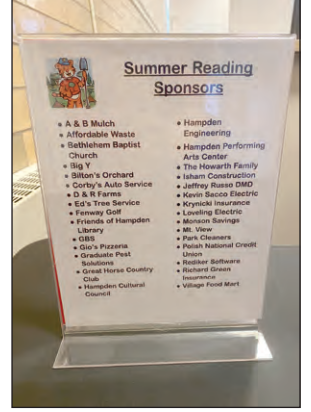 Summer Reading
Sponsors
• A & B Mulch
• Affordable Waste
• Bethlehem Baptist
Church
• Big Y
• Bilton's Orchard
• Corby's Auto Service
• D & R Farms
• Ed's Tree Service
• Fenway Golf
• Friends of Hampden
Library
• GBS
• Gio's Pizzeria
• Graduate Pest
Solutions
• Great Horse Country
Club
• Hampden Cultural
Council
• Hampden
Engineering
• Hampden Performing
Arts Center
• The Howarth Family
• Isham Construction
• Jeffrey Russo DMD
• Kevin Sacco Electric
• Krynicki Insurance
• Loveling Electric
• Monson Savings
• Mt. View
• Park Cleaners
• Polish National Credit
Union
• Rediker Software
• Richard Green
Insurance
• Village Food Mart